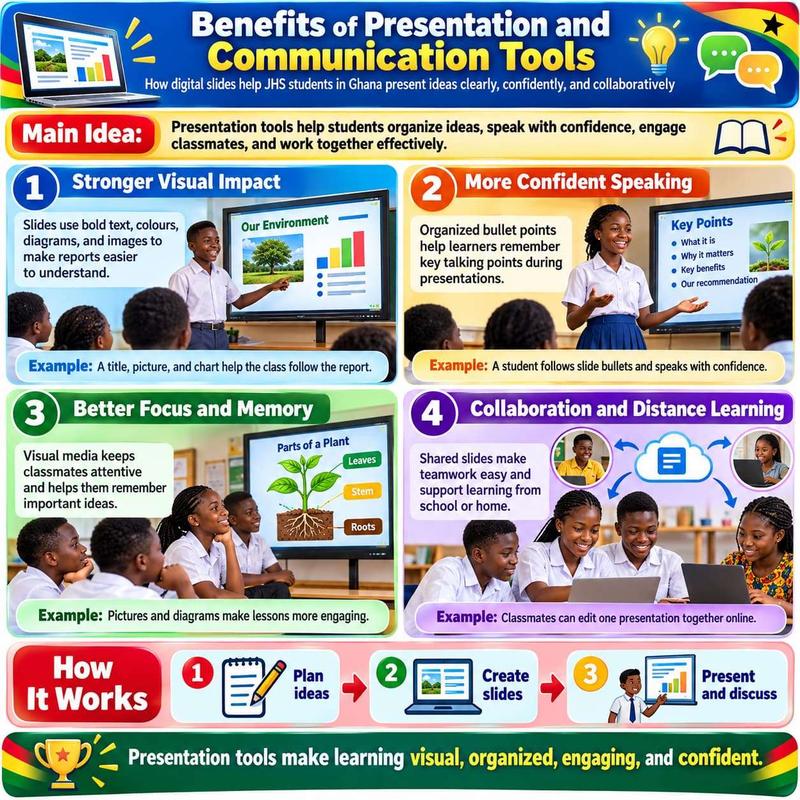 Benefits of Presentation and
Communication Tools
How digital slides help JHS students in Ghana present ideas clearly, confidently, and collaboratively
Main Idea:
Presentation tools help students organize ideas, speak with confidence, engage
classmates, and work together effectively.
1
Stronger Visual Impact
Slides use bold text, colours,
diagrams, and images to
make reports easier
to understand.
Our Environment
Example: A title, picture, and chart help the class follow the report.
2
More Confident Speaking
Organized bullet points
help learners remember
key talking points during
presentations.
Key Points
• What it is
• Why it matters
• Key benefits
• Our recommendation
Example: A student follows slide bullets and speaks with confidence.
3
Better Focus and Memory
Visual media keeps
classmates attentive
and helps them remember
important ideas.
Parts of a Plant
Leaves
Stem
Roots
Example: Pictures and diagrams make lessons more engaging.
4
Collaboration and Distance Learning
Shared slides make
teamwork easy and
support learning from
school or home.
Example: Classmates can edit one presentation together online.
How
It Works
1
Plan
ideas
2
Create
slides
3
Present
and discuss
Presentation tools make learning visual, organized, engaging, and confident.